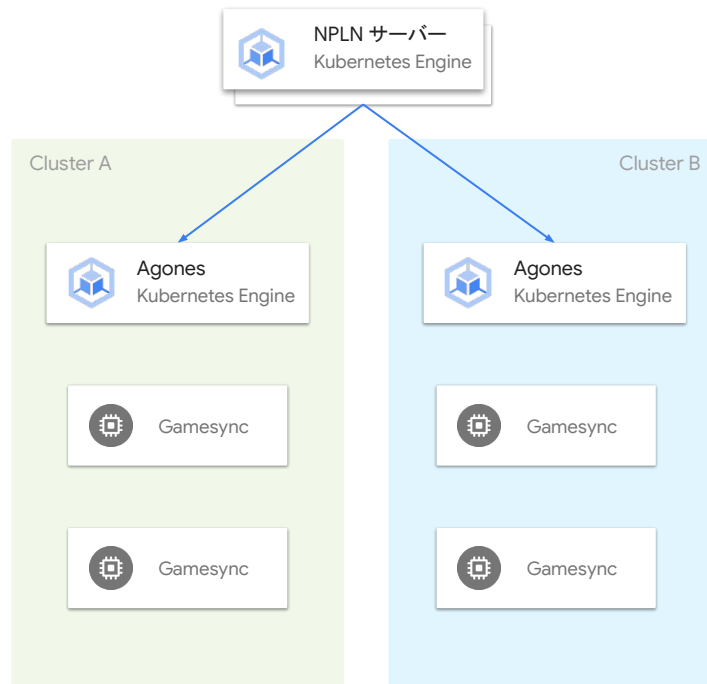 NPLN サーバー
Kubernetes Engine
Cluster A
Cluster B
Agones
Kubernetes Engine
Agones
Kubernetes Engine
Gamesync
Gamesync
Gamesync
Gamesync